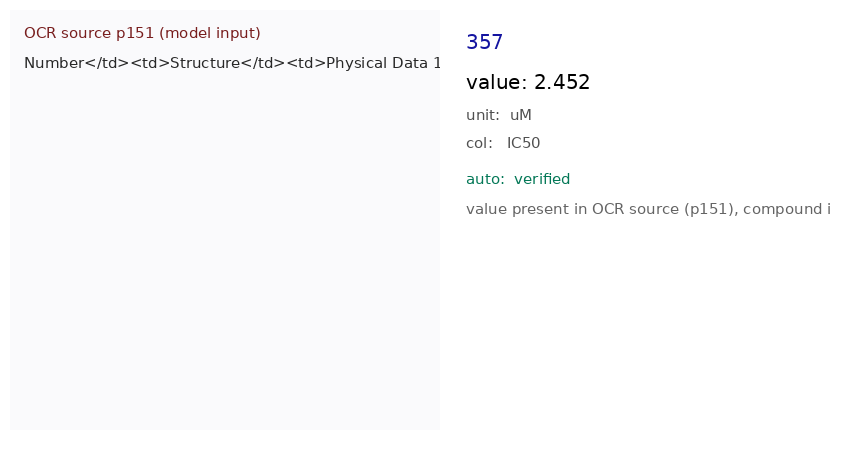 OCR source p151 (model input)
Number</td><td>Structure</td><td>Physical Data 1
357
value: 2.452
unit: uM
col: IC50
auto: verified
value present in OCR source (p151), compound i